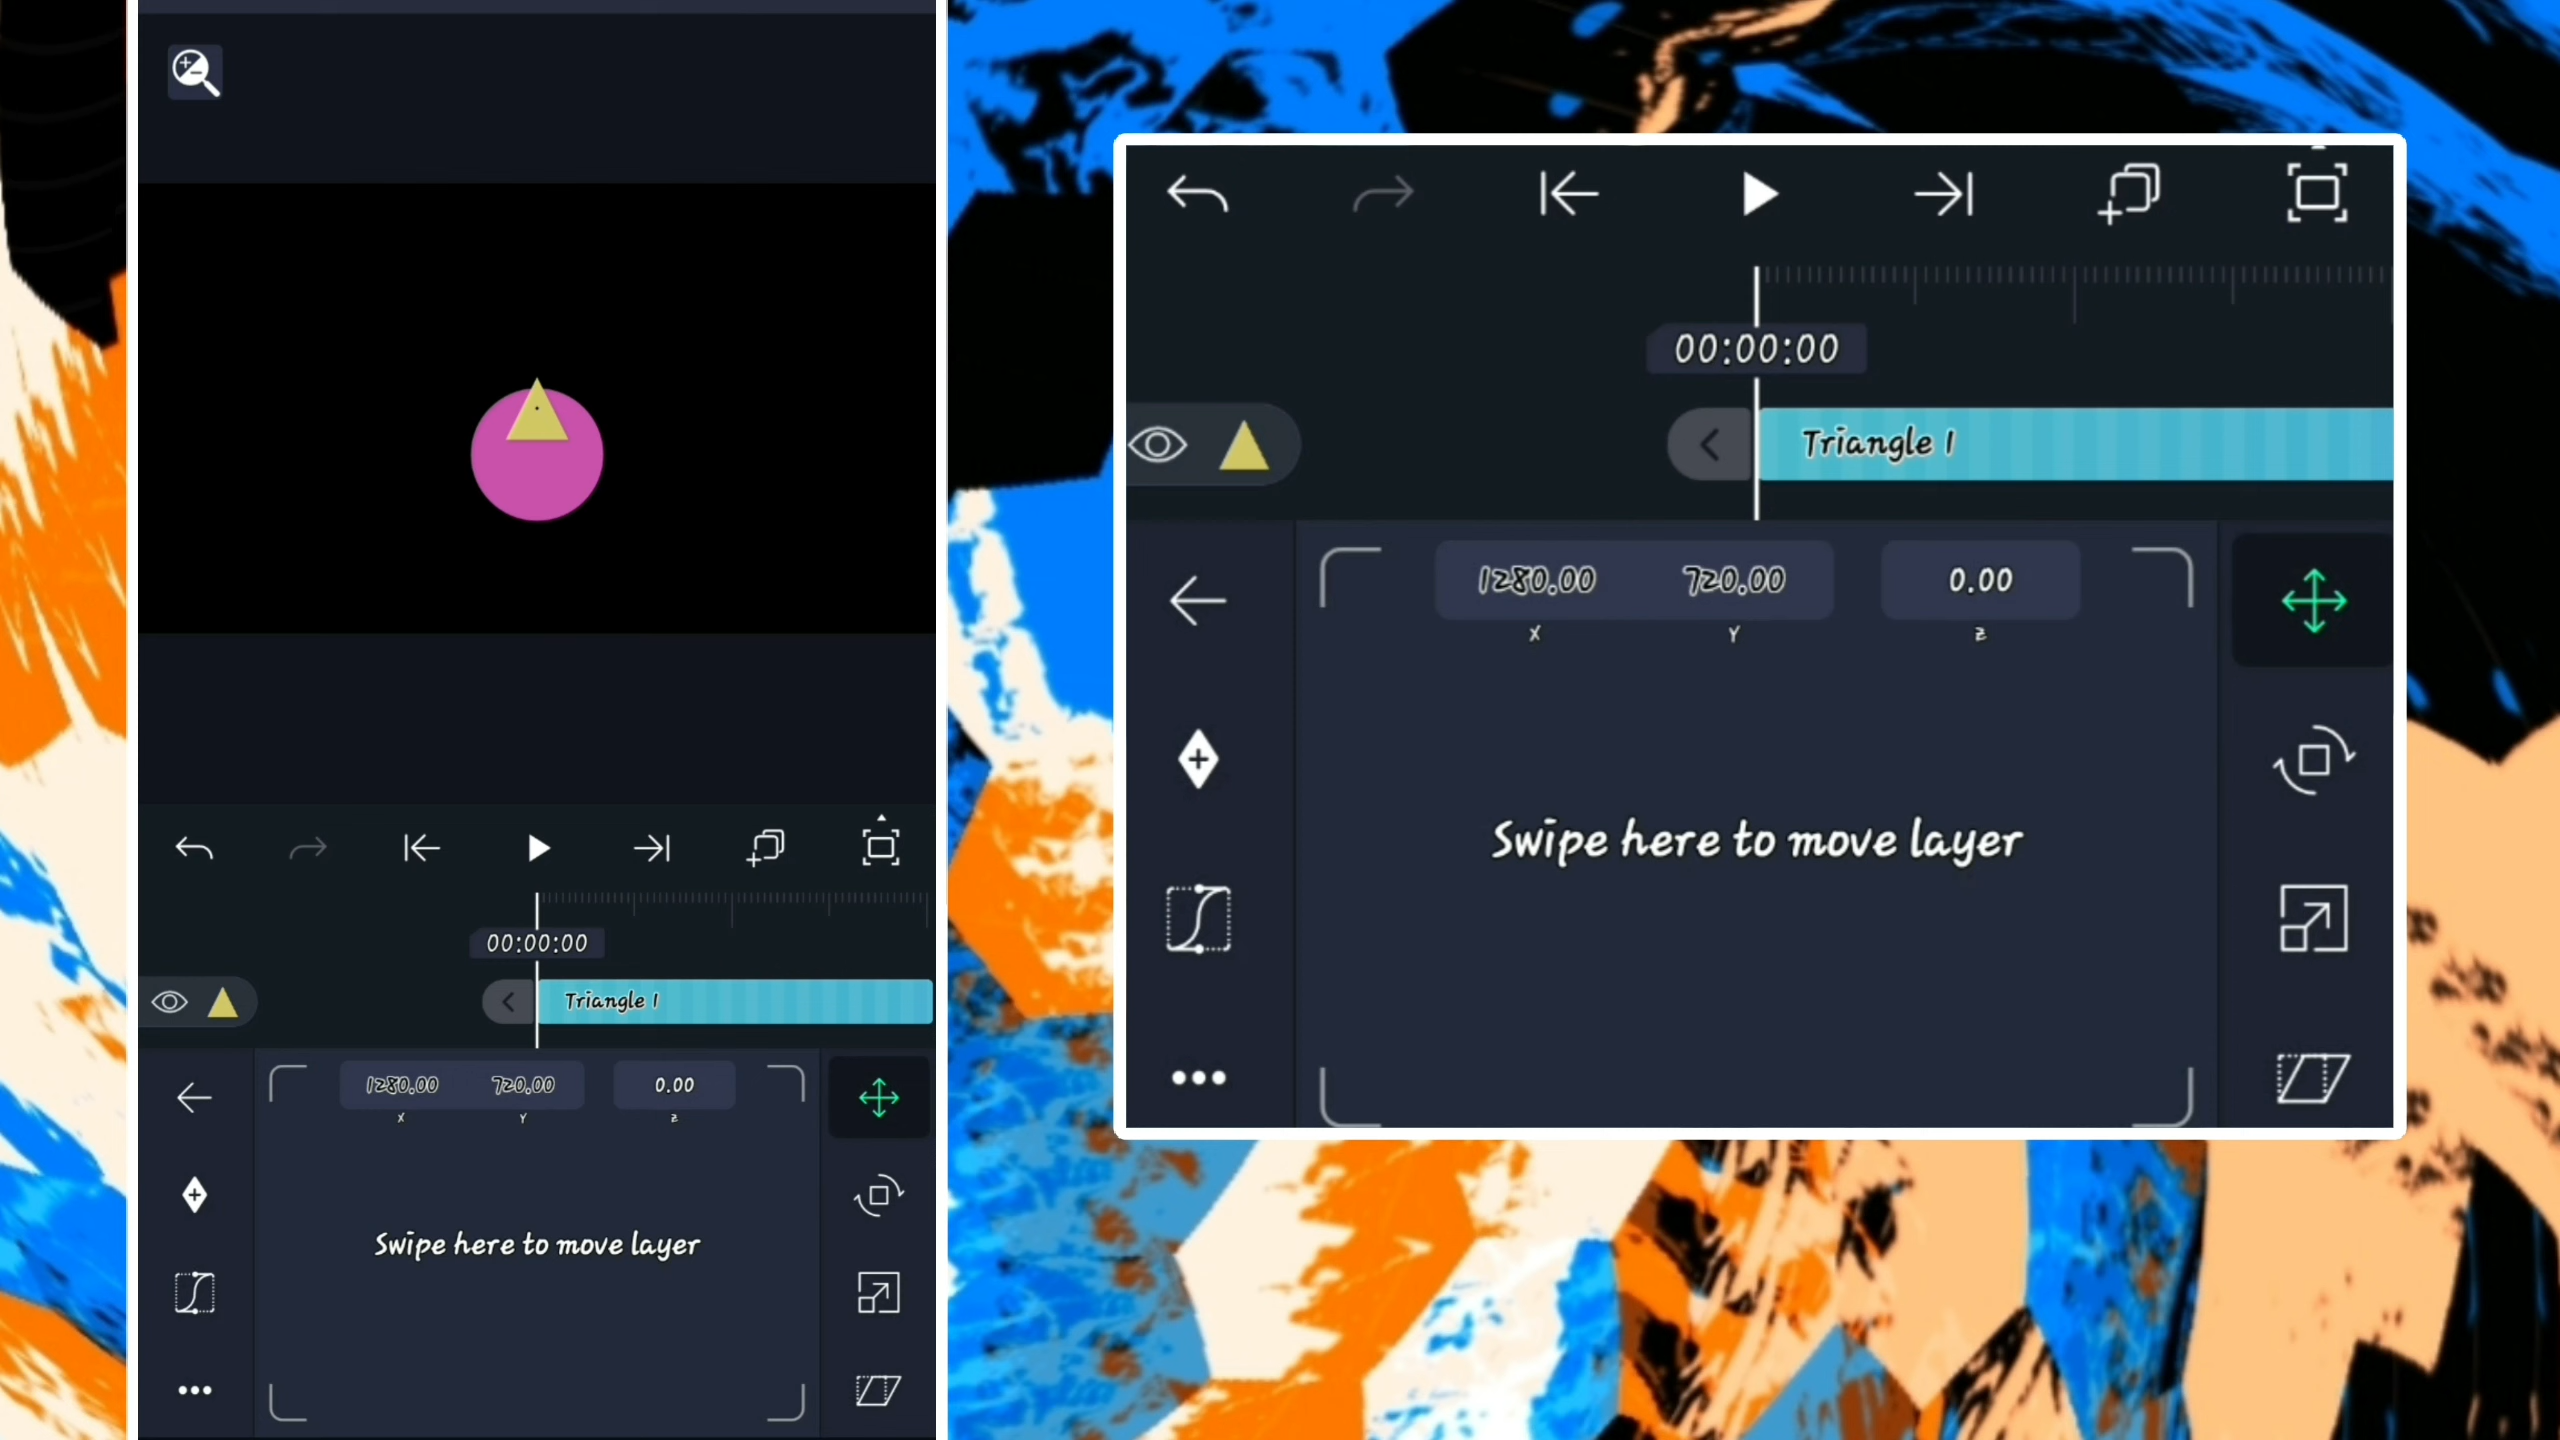 00:00:00
Triangle 1
1280.00 720.00 0.00
X Y Z
Swipe here to move layer
00:00:00
Triangle 1
1280.00 720.00 0.00
X Y Z
Swipe here to move layer